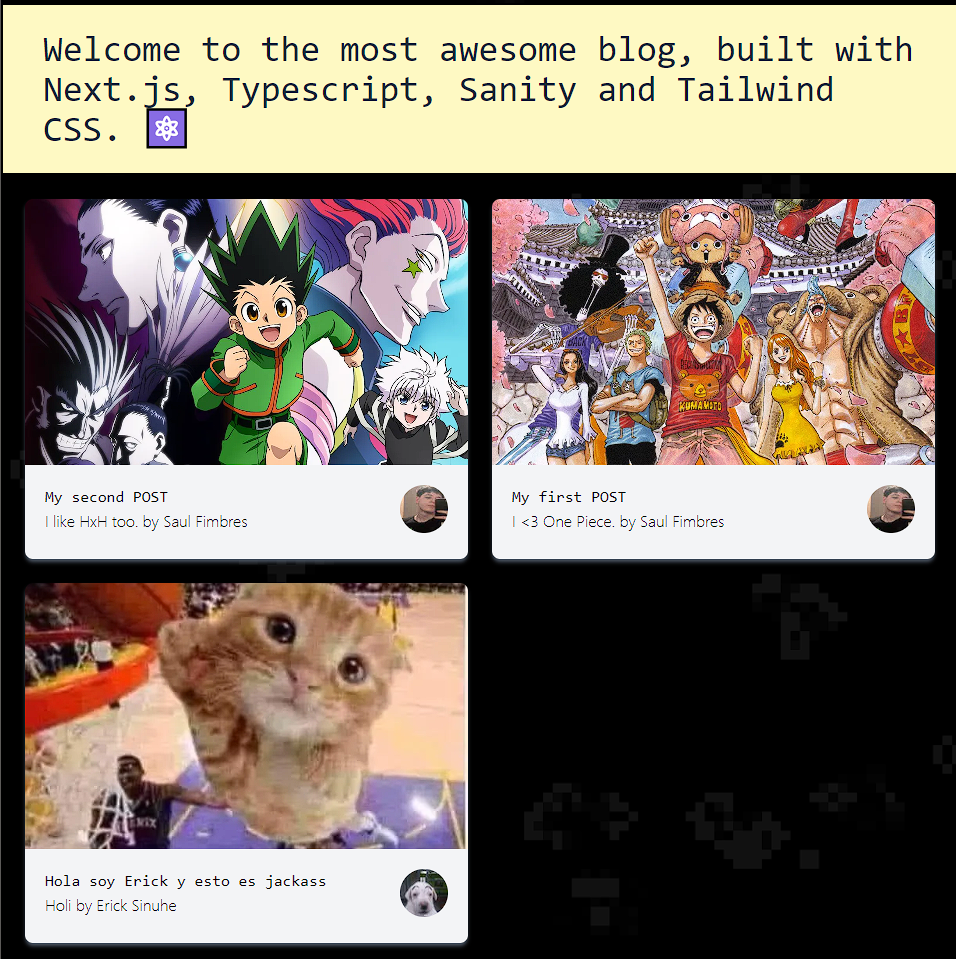 Welcome to the most awesome blog, built with
Next.js, Typescript, Sanity and Tailwind
CSS. ⚛
KUMAMOTO
My second POST
I like HxH too. by Saul Fimbres
My first POST
I <3 One Piece. by Saul Fimbres
Hola soy Erick y esto es jackass
Holi by Erick Sinuhe